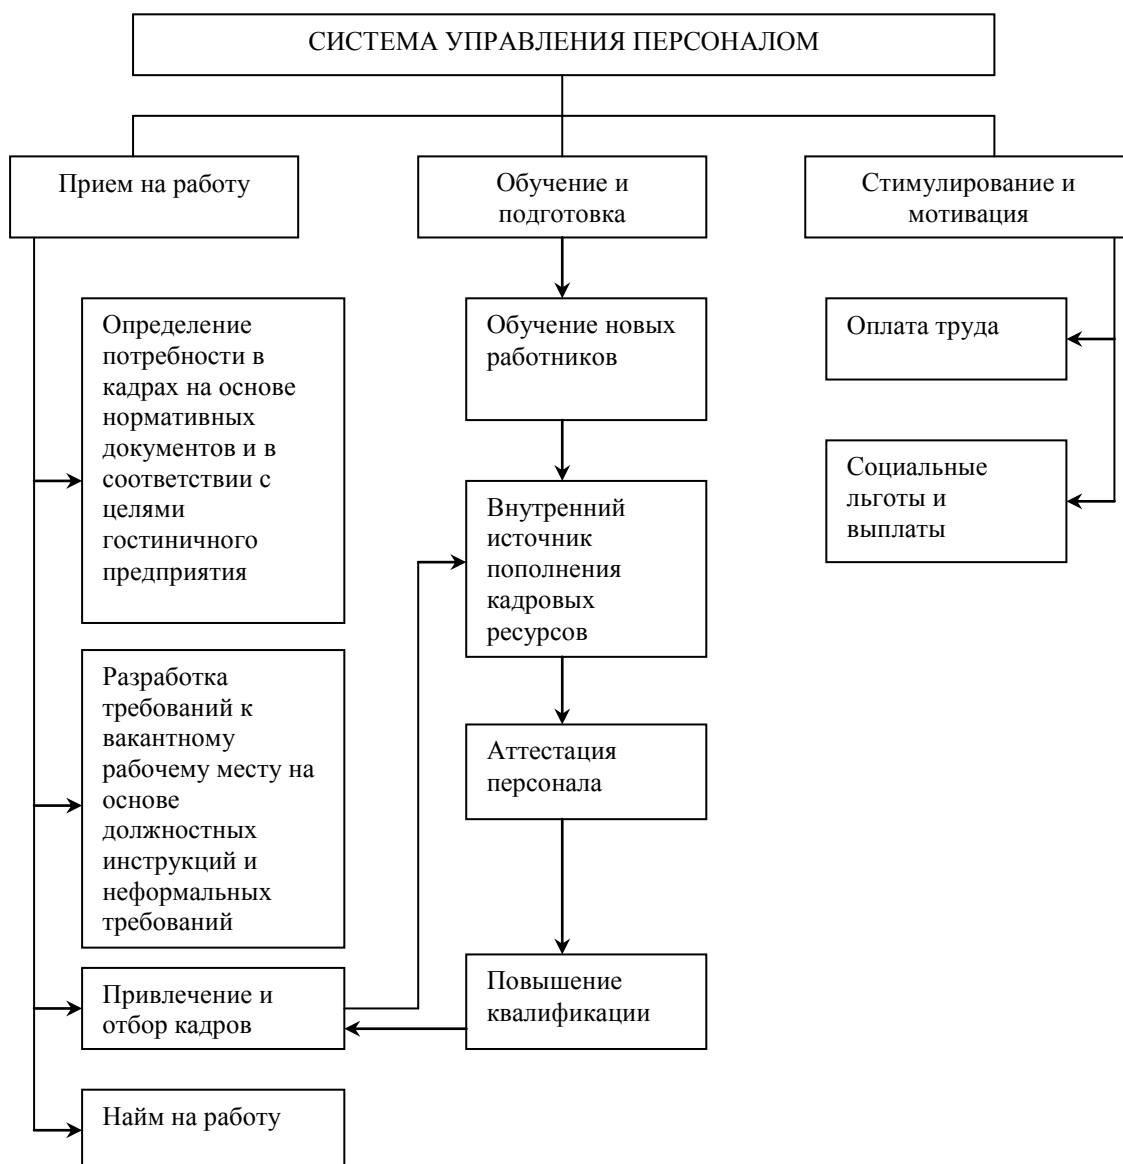 СИСТЕМА УПРАВЛЕНИЯ ПЕРСОНАЛОМ
Прием на работу
Обучение и
подготовка
Стимулирование и
мотивация
Определение
потребности в
кадрах на основе
нормативных
документов и в
соответствии с
целями
гостиничного
предприятия
Разработка
требований к
вакантному
рабочему месту на
основе
должностных
инструкций и
неформальных
требований
Привлечение и
отбор кадров
Найм на работу
Обучение новых
работников
Внутренний
источник
пополнения
кадровых
ресурсов
Аттестация
персонала
Повышение
квалификации
Оплата труда
Социальные
льготы и
выплаты